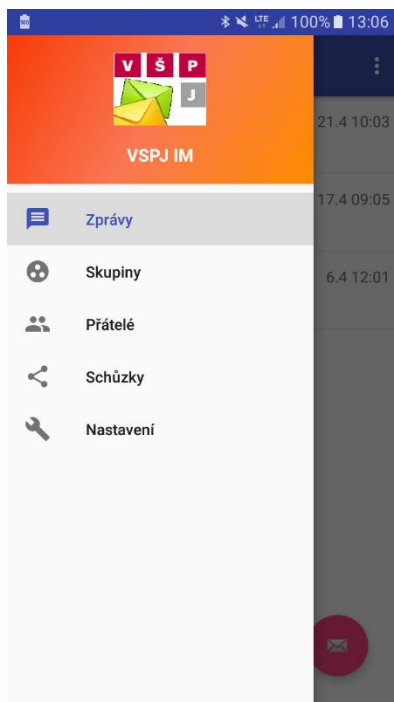 LTE 100% 13:06
V Š P
J
VSPJ IM
21.4 10:03
Zprávy
17.4 09:05
Skupiny
6.4 12:01
Přátelé
Schůzky
Nastavení